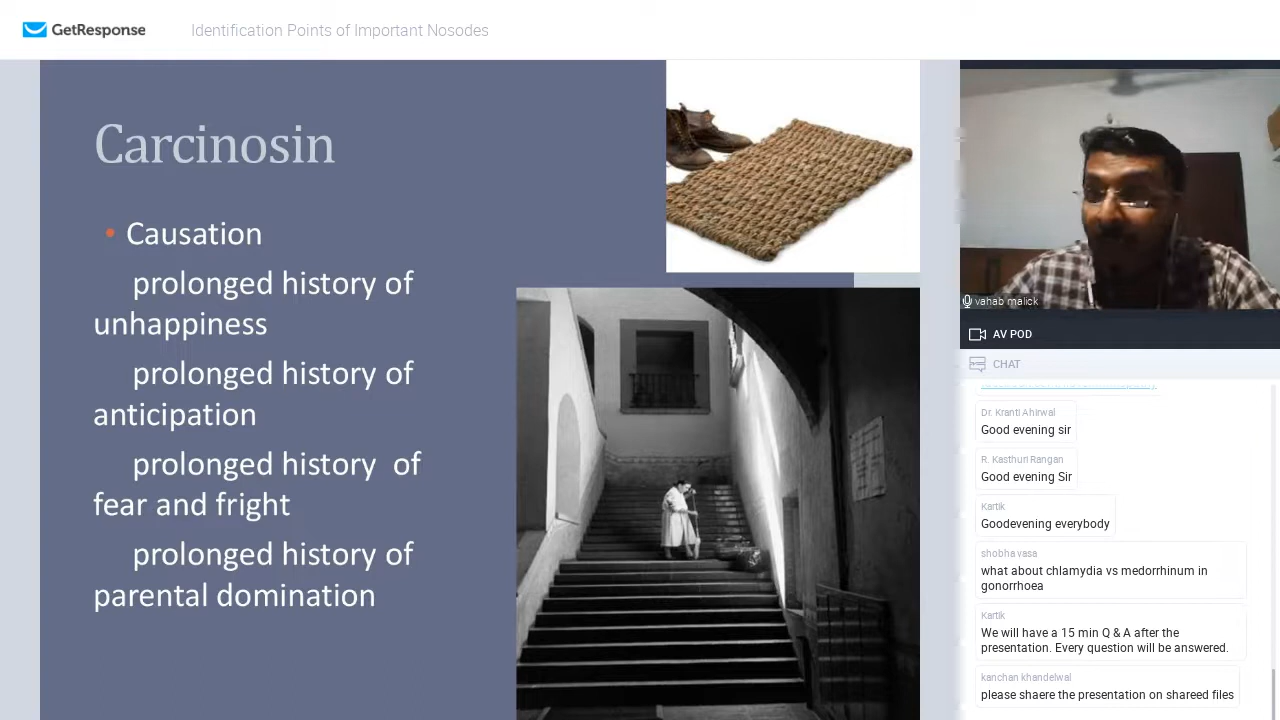 GetResponse
Identification Points of Important Nosodes
Carcinosin
• Causation
prolonged history of
unhappiness
prolonged history of
anticipation
prolonged history of
fear and fright
prolonged history of
parental domination
vahab malick
AV POD
CHAT
Dr. Kranti Ahirwal
Good evening sir
R. Kasthuri Rangan
Good evening Sir
Kartik
Goodevening everybody
shobha vasa
what about chlamydia vs medorrhinum in
gonorrhoea
Kartik
We will have a 15 min Q & A after the
presentation. Every question will be answered.
kanchan khandelwal
please shaere the presentation on shareed files